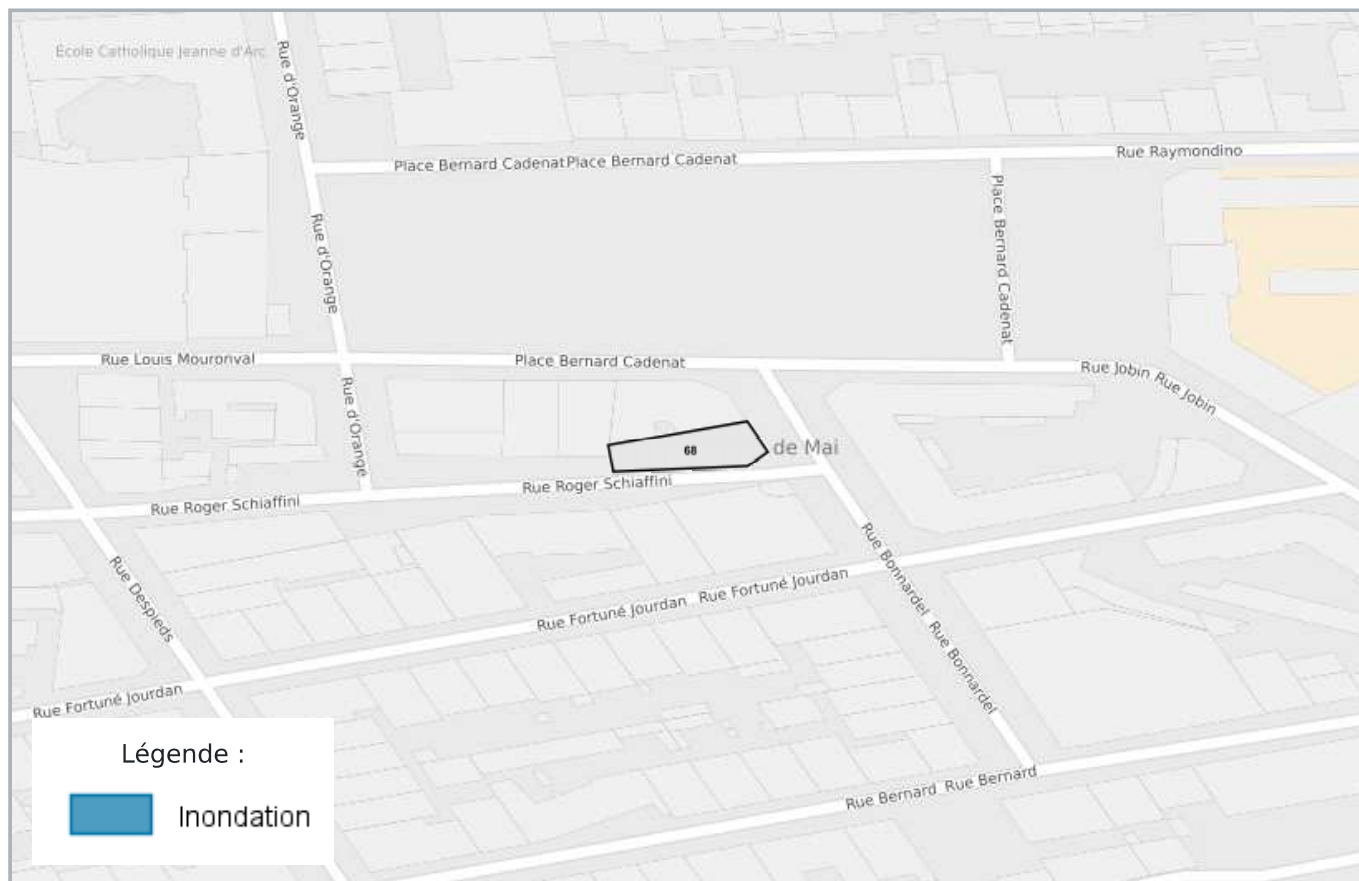 École Catholique Jeanne d'Arc
Rue d'Orange
Place Bernard Cadenat
Place Bernard Cadenat
Rue Raymondino
Rue d'Orange
Place Bernard Cadenat
Rue Louis Mouronval
Place Bernard Cadenat
Rue Jobin
Rue Jobin
Rue d'Orange
68
de Mai
Rue Roger Schiaffini
Rue Roger Schiaffini
Rue Despieds
Rue Bonnardel
Rue Fortuné Jourdan
Rue Fortuné Jourdan
Rue Bonnardel
Rue Fortuné Jourdan
Rue Bernard
Rue Bernard
Légende :
Inondation